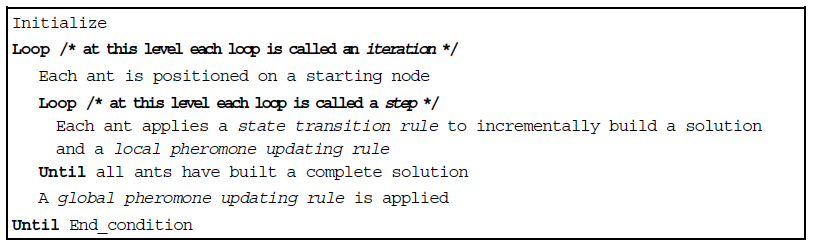 Initialize
Loop /* at this level each loop is called an iteration */
Each ant is positioned on a starting node
Loop /* at this level each loop is called a step */
Each ant applies a state transition rule to incrementally build a solution
and a local pheromone updating rule
Until all ants have built a complete solution
A global pheromone updating rule is applied
Until End_condition